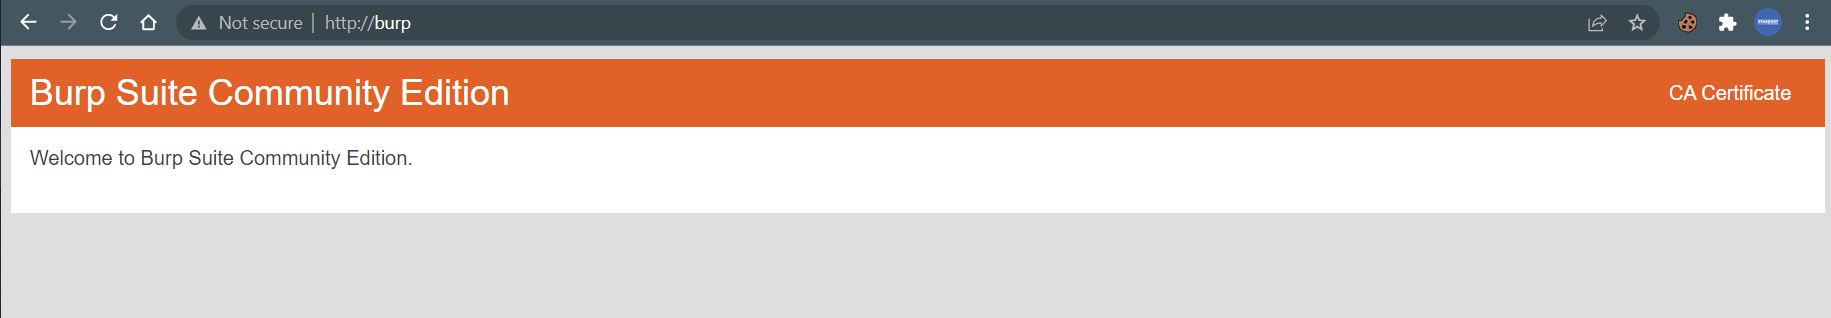 Not secure | http://burp
Burp Suite Community Edition
CA Certificate
Welcome to Burp Suite Community Edition.